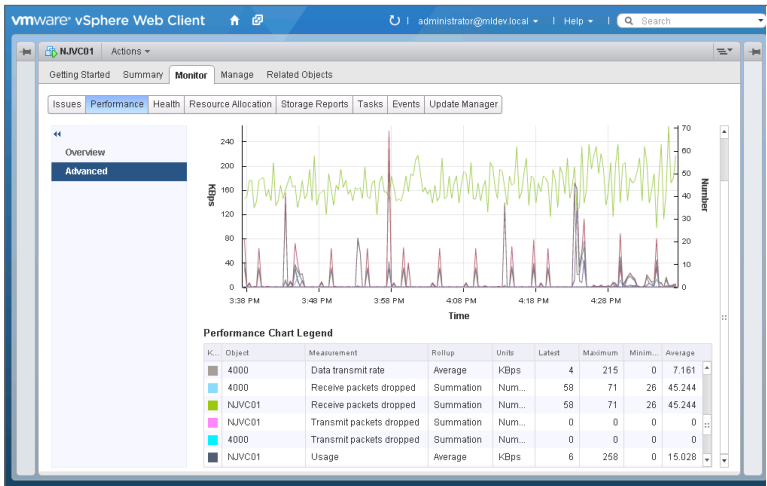 vmware® vSphere Web Client
administrator@mldev.local
Help
Search
NJVC01 Actions
Getting Started Summary Monitor Manage Related Objects
Issues Performance Health Resource Allocation Storage Reports Tasks Events Update Manager
Overview
Advanced
240
200
160
120
80
40
0
KBps
70
60
50
40
30
20
10
0
Number
3:38 PM 3:48 PM 3:58 PM 4:08 PM 4:18 PM 4:28 PM
Time
Performance Chart Legend
K... Object Measurement Rollup Units Latest Maximum Minim... Average
4000 Data transmit rate Average KBps 4 215 0 7.161
4000 Receive packets dropped Summation Num... 58 71 26 45.244
NJVC01 Receive packets dropped Summation Num... 58 71 26 45.244
NJVC01 Transmit packets dropped Summation Num... 0 0 0 0
4000 Transmit packets dropped Summation Num... 0 0 0 0
NJVC01 Usage Average KBps 6 258 0 15.028